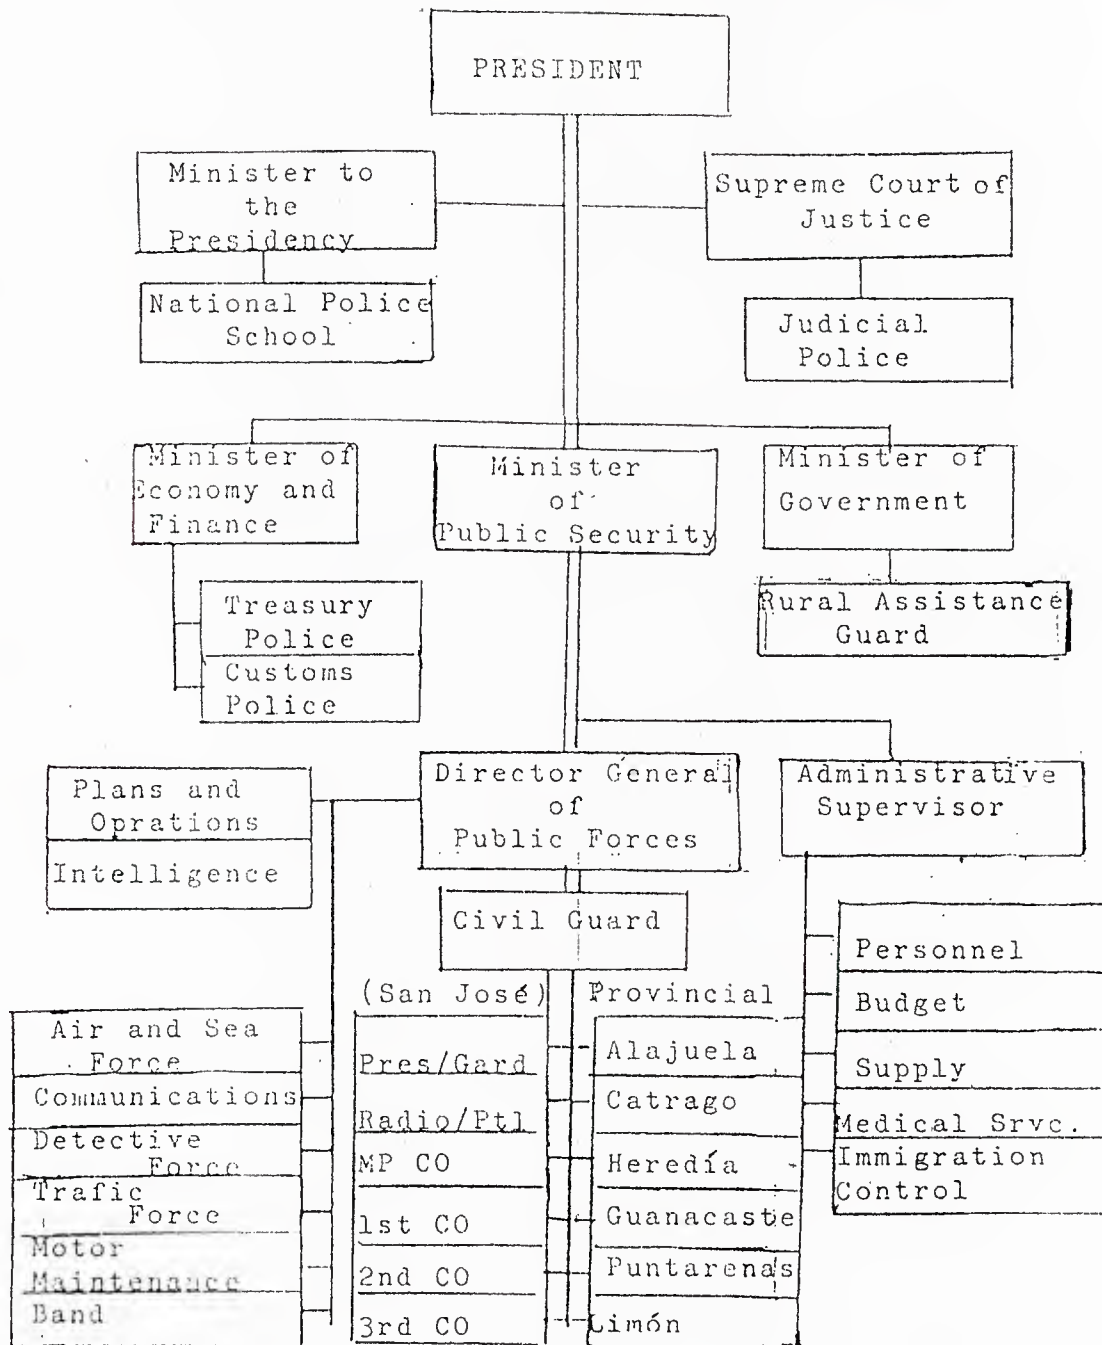 PRESIDENT
Minister to
the
Presidency
Supreme Court of
Justice
National Police
School
Judicial
Police
Minister of
Economy and
Finance
Minister
of
Public Security
Minister of
Government
Treasury
Police
Customs
Police
Rural Assistance
Guard
Plans and
Oprations
Intelligence
Director General
of
Public Forces
Administrative
Supervisor
Civil Guard
Personnel
Budget
Supply
Medical Srvc.
Immigration
Control
Air and Sea
Force
Communications
Detective
Force
Trafic
Force
Motor
Maintenance
Band
(San José)
Pres/Gard
Radio/Ptl
MP CO
1st CO
2nd CO
3rd CO
Provincial
Alajuela
Catrago
Heredía
Guanacaste
Puntarenas
Limón